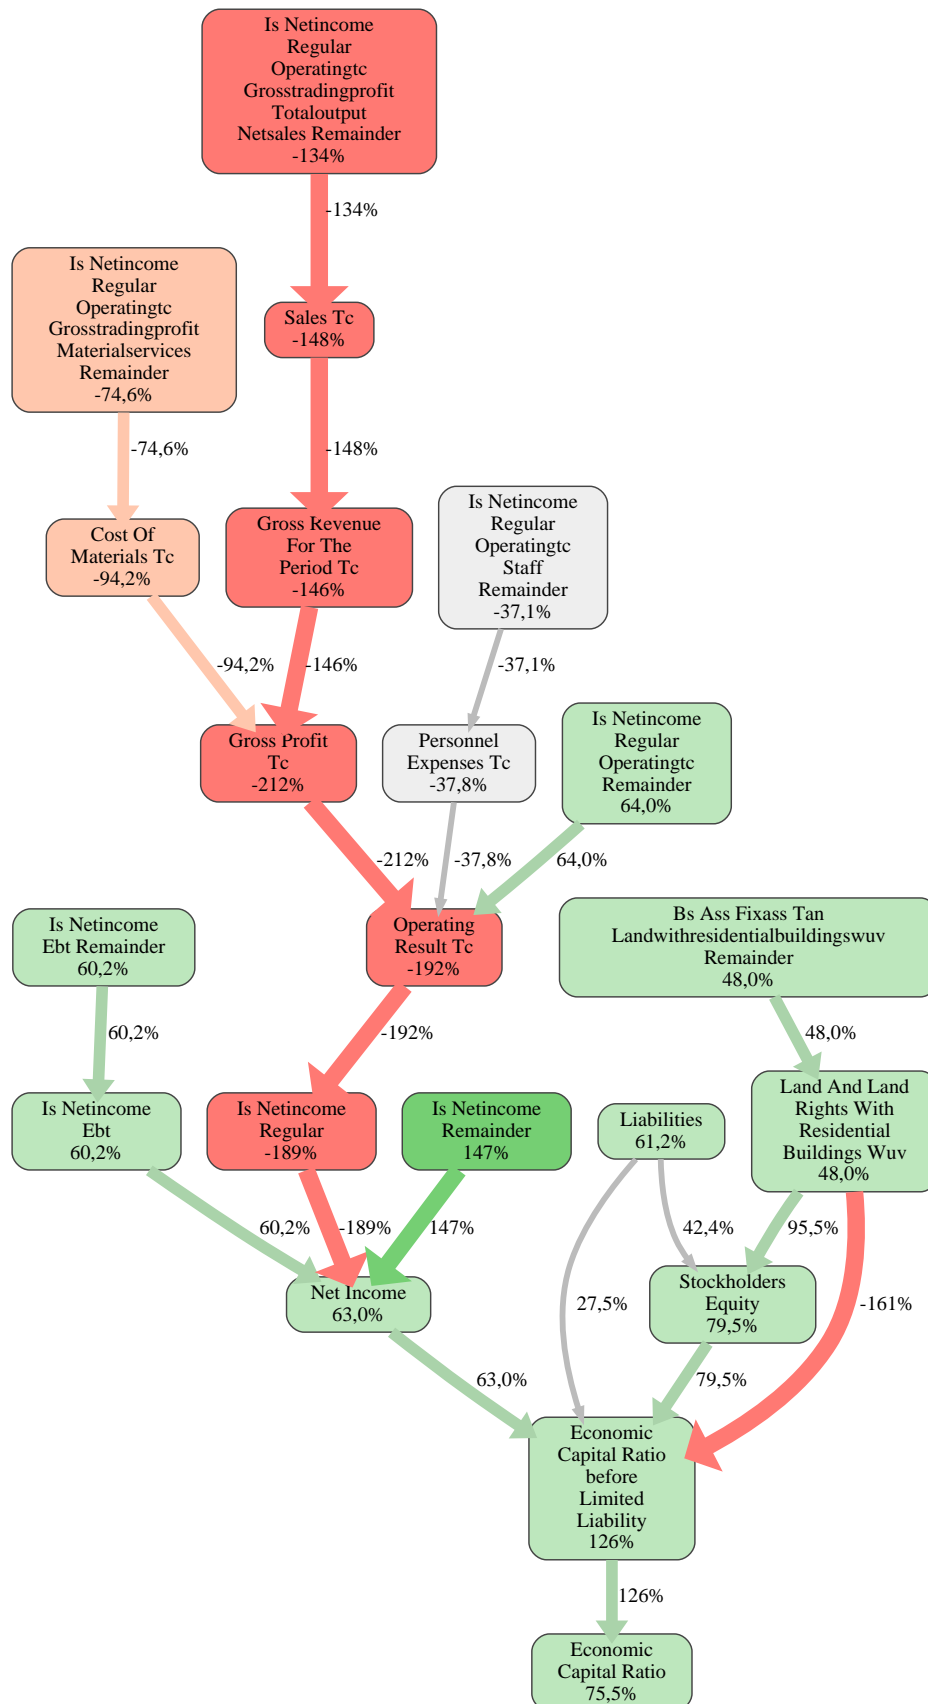 Is Netincome
Regular
Operatingtc
Grosstradingprofit
Totaloutput
Netsales Remainder
-134%
-134%
Is Netincome
Regular
Operatingtc
Grosstradingprofit
Materialservices
Remainder
-74,6%
Sales Tc
-148%
-74,6%
-148%
Cost Of
Materials Tc
-94,2%
Gross Revenue
For The
Period Tc
-146%
Is Netincome
Regular
Operatingtc
Staff
Remainder
-37,1%
-94,2%
-146%
-37,1%
Gross Profit
Tc
-212%
Personnel
Expenses Tc
-37,8%
Is Netincome
Regular
Operatingtc
Remainder
64,0%
-212%
-37,8%
64,0%
Is Netincome
Ebt Remainder
60,2%
Operating
Result Tc
-192%
Bs Ass Fixass Tan
Landwithresidentialbuildingswuv
Remainder
48,0%
60,2%
-192%
48,0%
Is Netincome
Ebt
60,2%
Is Netincome
Regular
-189%
Is Netincome
Remainder
147%
Liabilities
61,2%
Land And Land
Rights With
Residential
Buildings Wuv
48,0%
60,2%
-189%
147%
42,4%
95,5%
Net Income
63,0%
27,5%
Stockholders
Equity
79,5%
-161%
63,0%
79,5%
Economic
Capital Ratio
before
Limited
Liability
126%
126%
Economic
Capital Ratio
75,5%